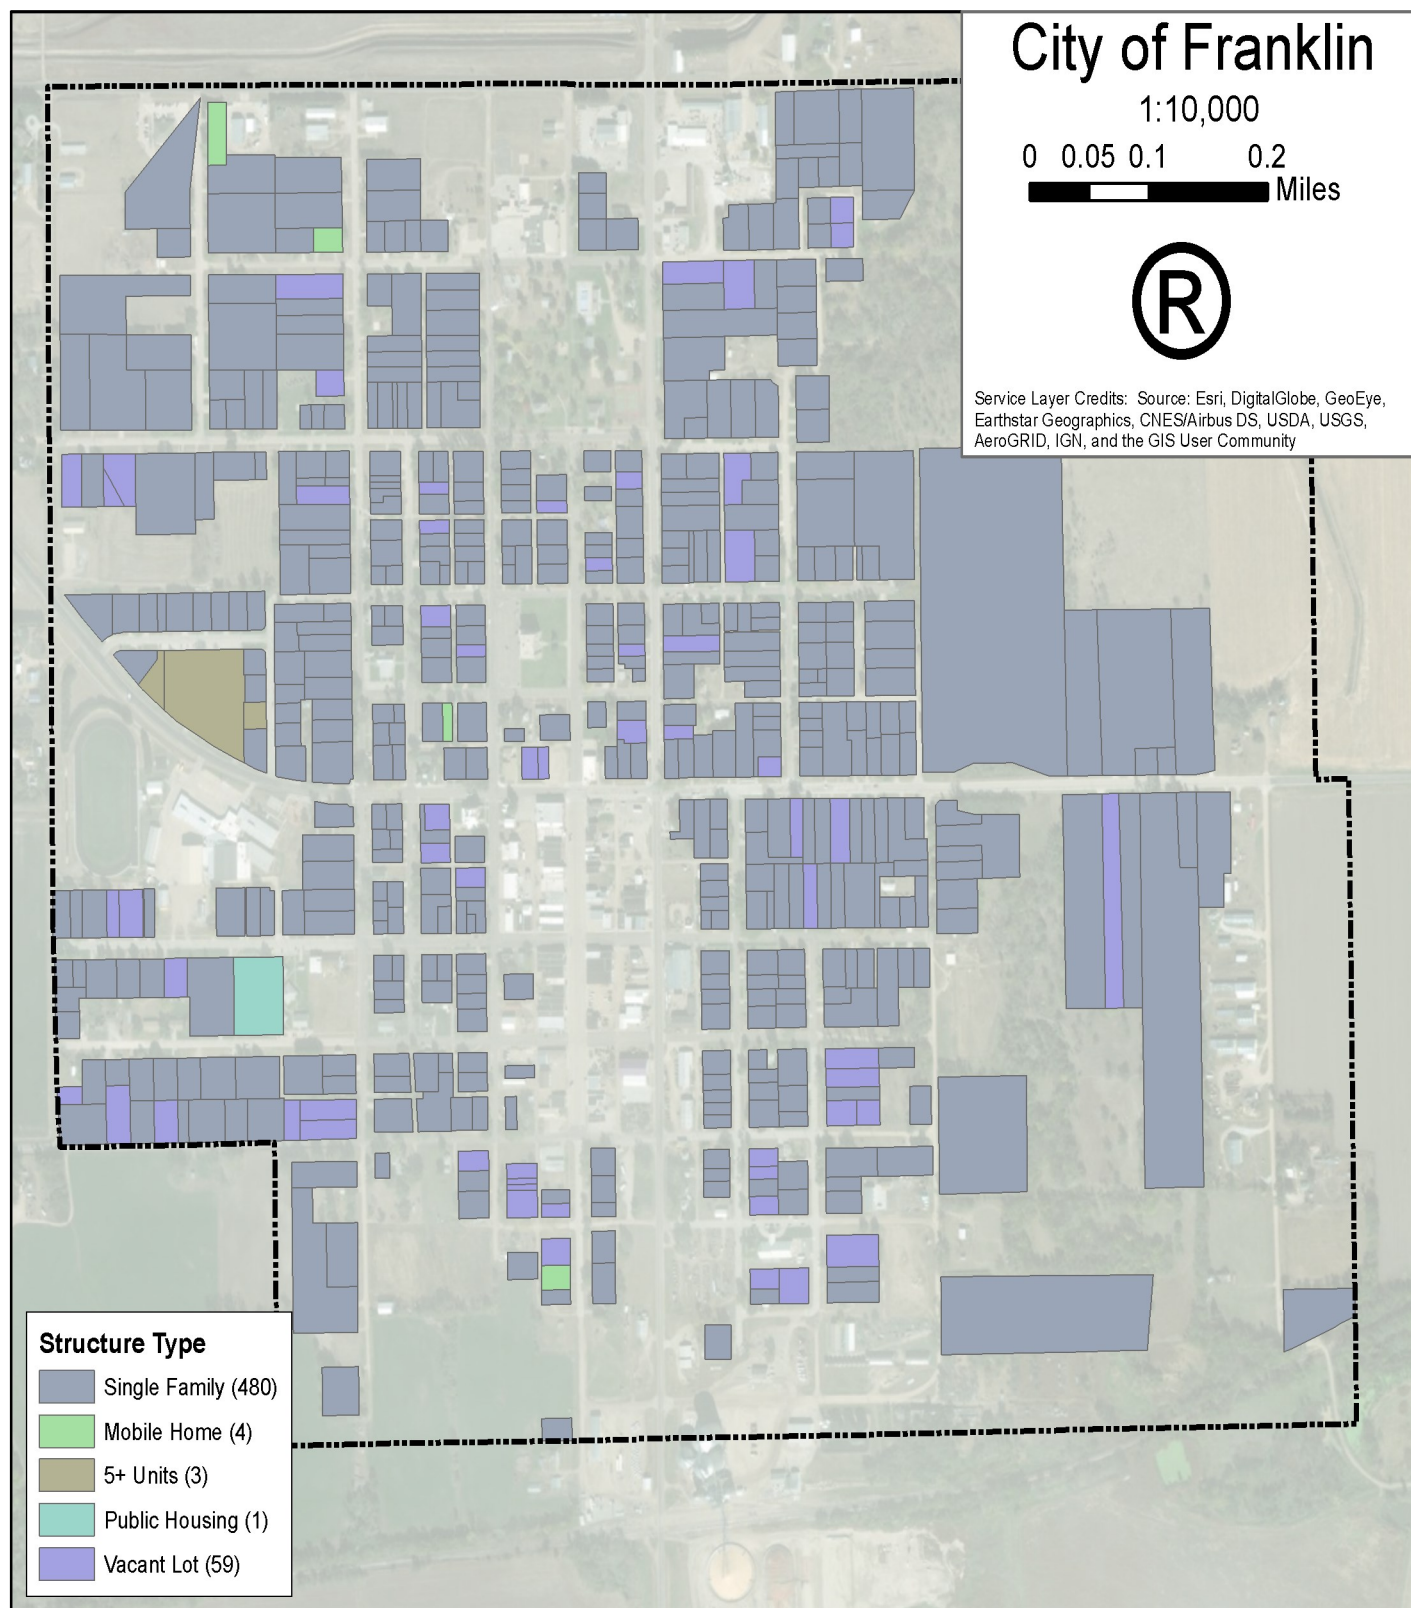 City of Franklin
1:10,000
0 0.05 0.1 0.2
Miles
®
Service Layer Credits: Source: Esri, DigitalGlobe, GeoEye,
Earthstar Geographics, CNES/Airbus DS, USDA, USGS,
AeroGRID, IGN, and the GIS User Community
Structure Type
Single Family (480)
Mobile Home (4)
5+ Units (3)
Public Housing (1)
Vacant Lot (59)